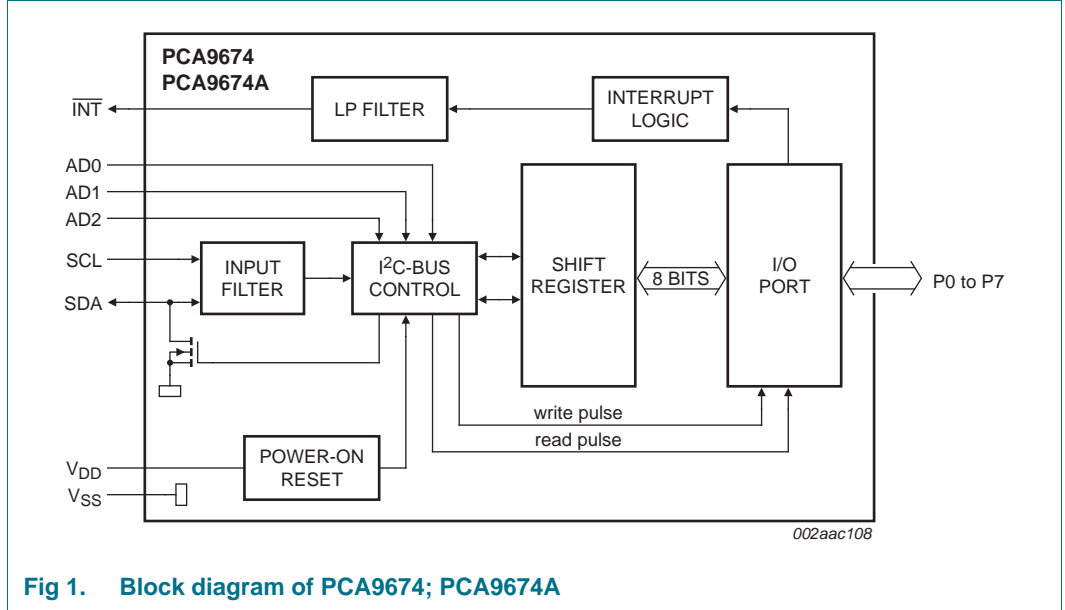 PCA9674
PCA9674A
INT
LP FILTER
INTERRUPT
LOGIC
AD0
AD1
AD2
SCL
SDA
INPUT
FILTER
I2C-BUS
CONTROL
SHIFT
REGISTER
8 BITS
I/O
PORT
P0 to P7
write pulse
read pulse
VDD
VSS
POWER-ON
RESET
002aac108
Fig 1. Block diagram of PCA9674; PCA9674A